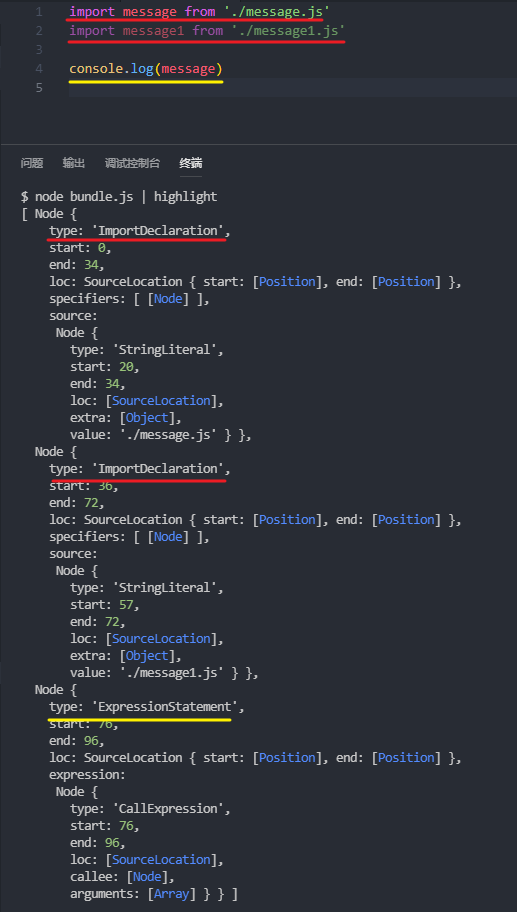 1 import message from './message.js'
2 import message1 from './message1.js'
3
4 console.log(message)
5
问题 输出 调试控制台 终端
$ node bundle.js | highlight
[ Node {
type: 'ImportDeclaration',
start: 0,
end: 34,
loc: SourceLocation { start: [Position], end: [Position] },
specifiers: [ [Node] ],
source:
Node {
type: 'StringLiteral',
start: 20,
end: 34,
loc: [SourceLocation],
extra: [Object],
value: './message.js' } },
Node {
type: 'ImportDeclaration',
start: 36,
end: 72,
loc: SourceLocation { start: [Position], end: [Position] },
specifiers: [ [Node] ],
source:
Node {
type: 'StringLiteral',
start: 57,
end: 72,
loc: [SourceLocation],
extra: [Object],
value: './message1.js' } },
Node {
type: 'ExpressionStatement',
start: 76,
end: 96,
loc: SourceLocation { start: [Position], end: [Position] },
expression:
Node {
type: 'CallExpression',
start: 76,
end: 96,
loc: [SourceLocation],
callee: [Node],
arguments: [Array] } } ]